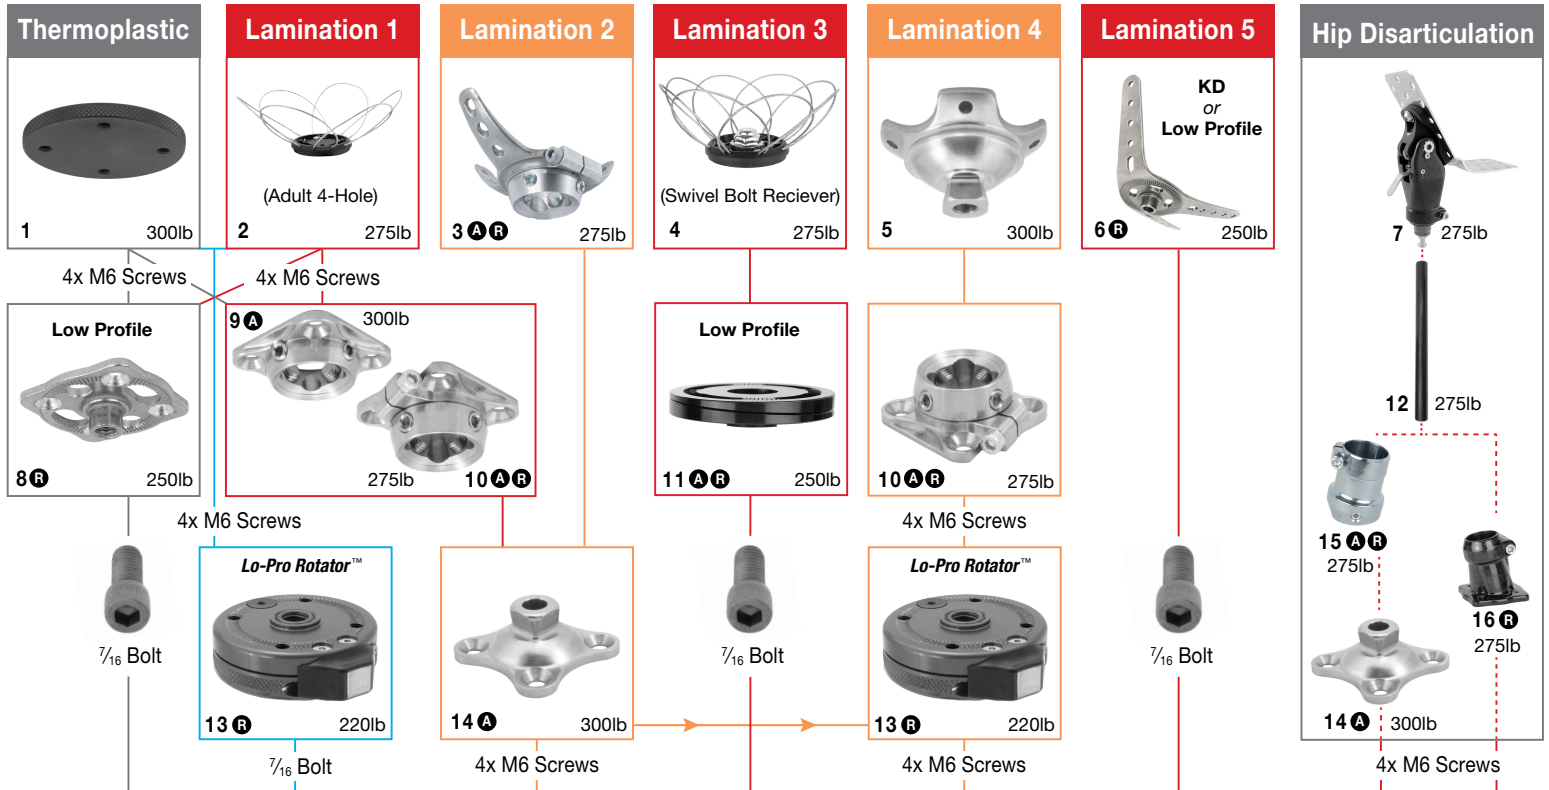 Thermoplastic
Lamination 1
Lamination 2
Lamination 3
Lamination 4
Lamination 5
Hip Disarticulation
1 300lb
(Adult 4-Hole)
2 275lb
3 A R 275lb
(Swivel Bolt Reciever)
4 275lb
5 300lb
KD
or
Low Profile
6 R 250lb
7 275lb
4x M6 Screws
4x M6 Screws
Low Profile
8 R 250lb
9 A 300lb
275lb 10 A R
Low Profile
11 A R 250lb
10 A R 275lb
12 275lb
4x M6 Screws
4x M6 Screws
15 A R
275lb
16 R
275lb
7/16 Bolt
Lo-Pro Rotator™
13 R 220lb
14 A 300lb
7/16 Bolt
Lo-Pro Rotator™
13 R 220lb
7/16 Bolt
14 A 300lb
7/16 Bolt
4x M6 Screws
4x M6 Screws
4x M6 Screws